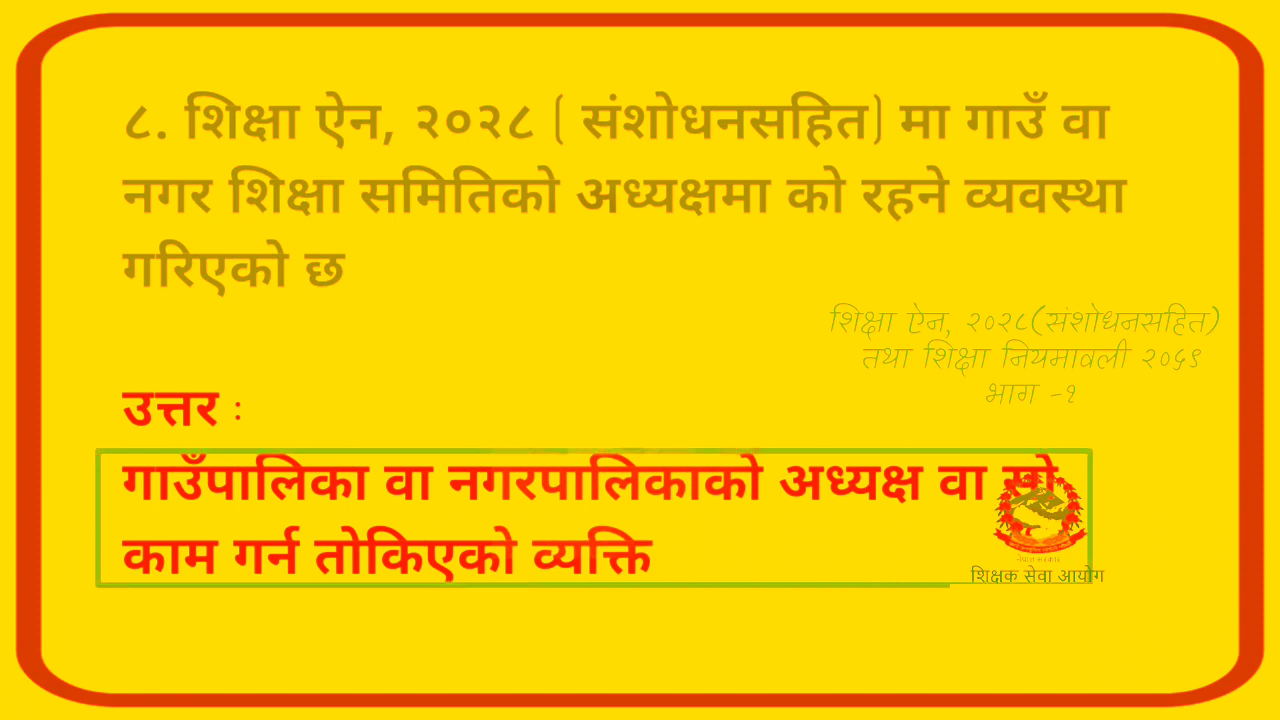 ८. शिक्षा ऐन, २०२८ ( संशोधनसहित) मा गाउँ वा
नगर शिक्षा समितिको अध्यक्षमा को रहने व्यवस्था
गरिएको छ
शिक्षा ऐन, २०२८(संशोधनसहित)
तथा शिक्षा नियमावली २०५९
भाग -१
उत्तर :
गाउँपालिका वा नगरपालिकाको अध्यक्ष वा सो
काम गर्न तोकिएको व्यक्ति
नेपाल सरकार
शिक्षक सेवा आयोग